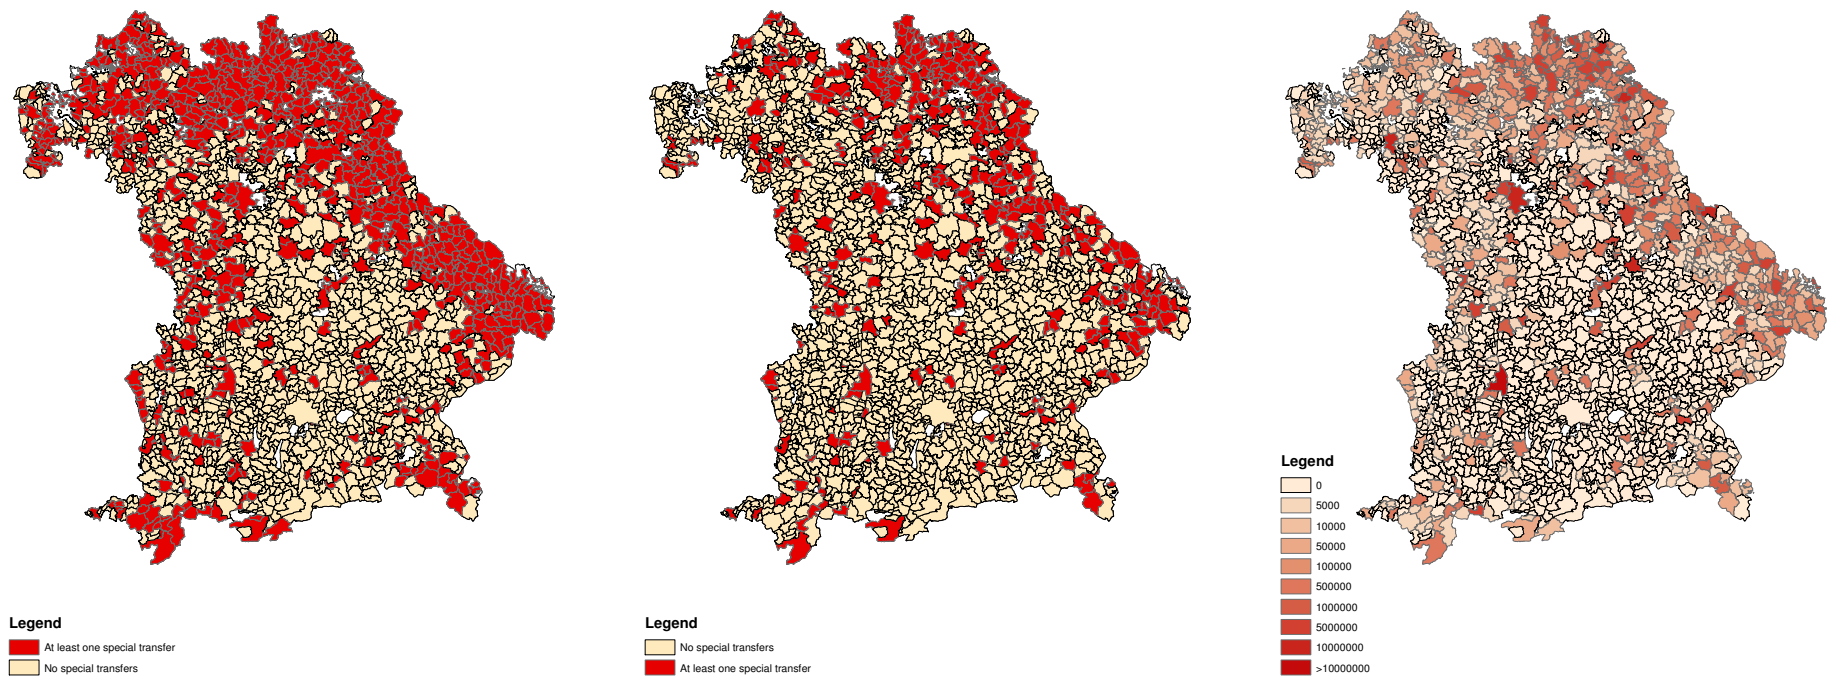 Legend
At least one special transfer
No special transfers
Legend
No special transfers
At least one special transfer
Legend
0
5000
10000
50000
100000
500000
1000000
5000000
10000000
>10000000